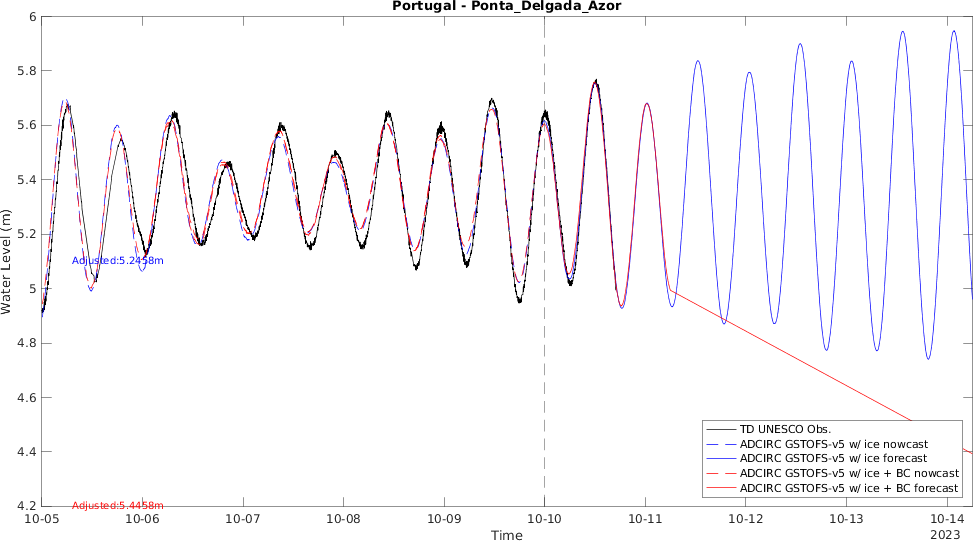 Portugal - Ponta_Delgada_Azor
6
5.8
5.6
5.4
5.2
5
4.8
4.6
4.4
4.2
Water Level (m)
Adjusted:5.2458m
Adjusted:5.4458m
TD UNESCO Obs.
ADCIRC GSTOFS-v5 w/ ice nowcast
ADCIRC GSTOFS-v5 w/ ice forecast
ADCIRC GSTOFS-v5 w/ ice + BC nowcast
ADCIRC GSTOFS-v5 w/ ice + BC forecast
10-05 10-06 10-07 10-08 10-09 10-10 10-11 10-12 10-13 10-14
Time
2023